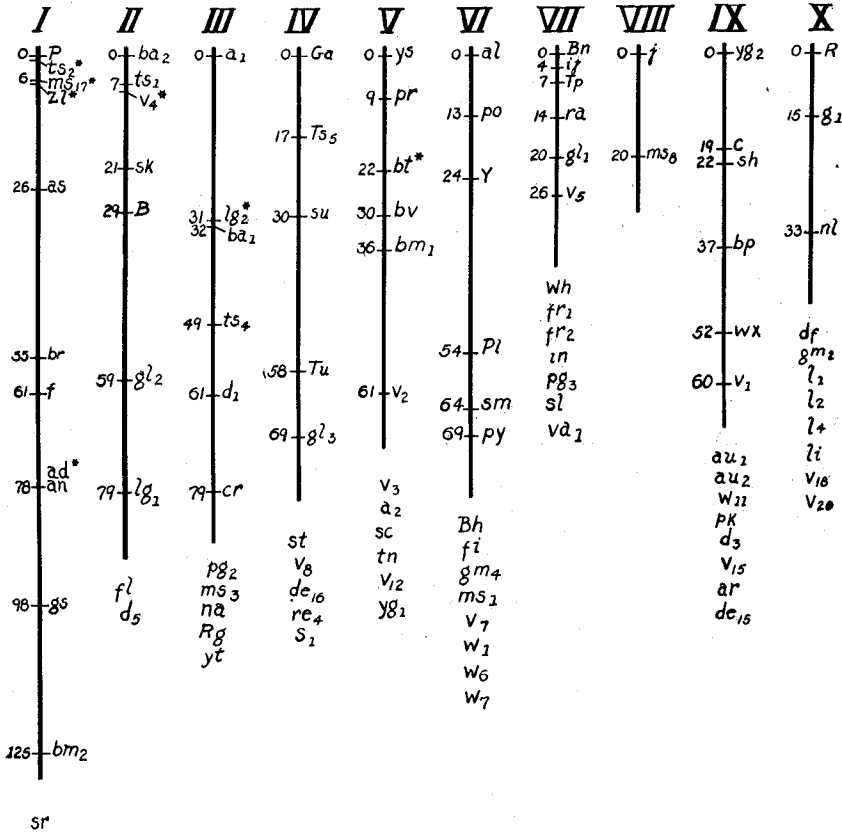 I II III IV V VI VII VIII IX X
0 P
ts2*
6 ms17*
zl*
26 as
55 br
61 f
ad*
78 an
98 gs
125 bm2
sr
0 ba2
7 ts1
v4*
21 sk
29 B
59 gl2
79 lg1
fl
d5
0 a1
31 lg2*
32 ba1
49 ts4
61 d1
79 cr
pg2
ms3
na
Rg
yt
0 Ga
17 Ts5
30 su
58 Tu
69 gl3
st
v8
de16
re4
s1
0 ys
9 pr
22 bt*
30 bv
36 bm1
61 v2
v3
a2
sc
tn
v12
yg1
0 al
13 po
24 Y
54 Pl
64 sm
69 py
Bh
fi
gm4
ms1
v7
w1
w6
w7
0 Bn
4 ij
7 Tp
14 ra
20 gl1
26 v5
Wh
fr1
fr2
in
pg3
sl
va1
0 j
20 ms8
0 yg2
19 c
22 sh
37 bp
52 wx
60 v1
au1
au2
w11
pk
d3
v15
ar
de15
0 R
15 g1
33 nl
df
gm2
l1
l2
l4
li
v18
v20